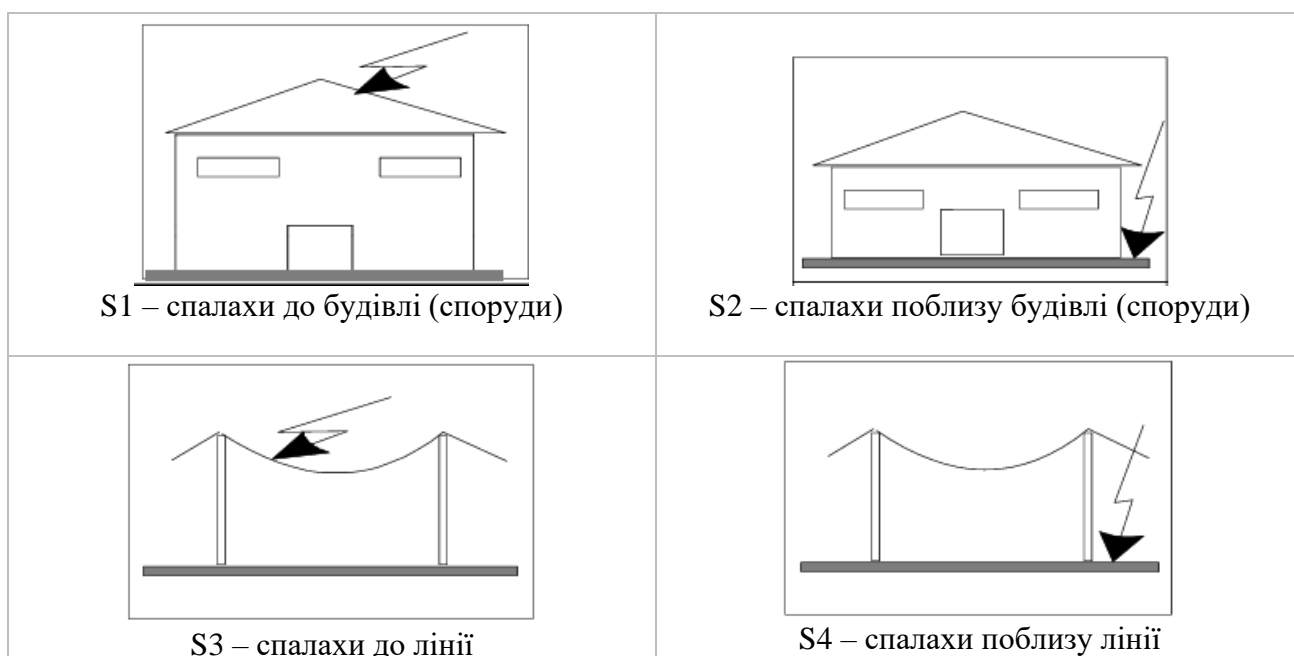 S1 – спалахи до будівлі (споруди)
S2 – спалахи поблизу будівлі (споруди)
S3 – спалахи до лінії
S4 – спалахи поблизу лінії